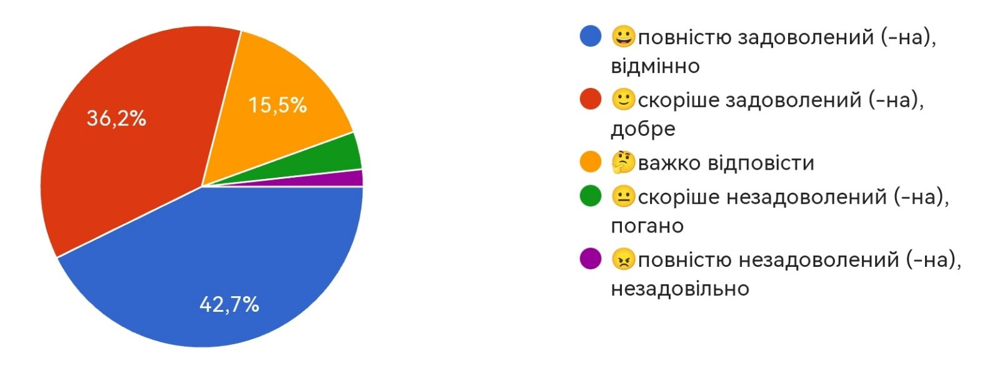 36,2%
15,5%
42,7%
😀повністю задоволений (-на),
відмінно
🙂скоріше задоволений (-на),
добре
🤔важко відповісти
😐скоріше незадоволений (-на),
погано
😠повністю незадоволений (-на),
незадовільно